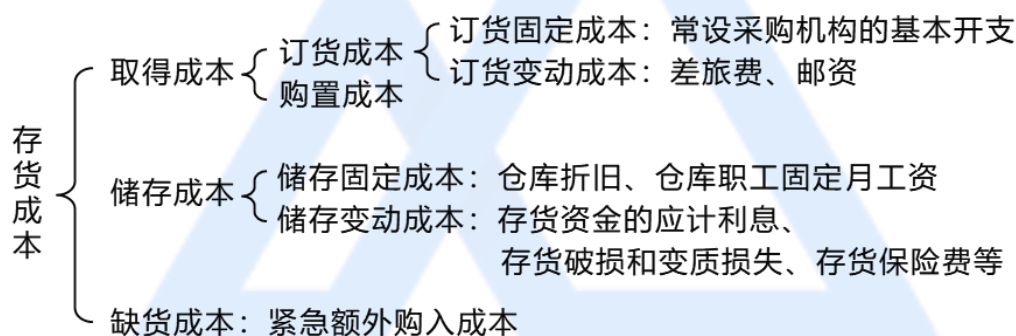 订货固定成本：常设采购机构的基本开支
订货成本
取得成本
订货变动成本：差旅费、邮资
购置成本
存货成本
储存固定成本：仓库折旧、仓库职工固定月工资
储存成本
储存变动成本：存货资金的应计利息、
存货破损和变质损失、存货保险费等
缺货成本：紧急额外购入成本